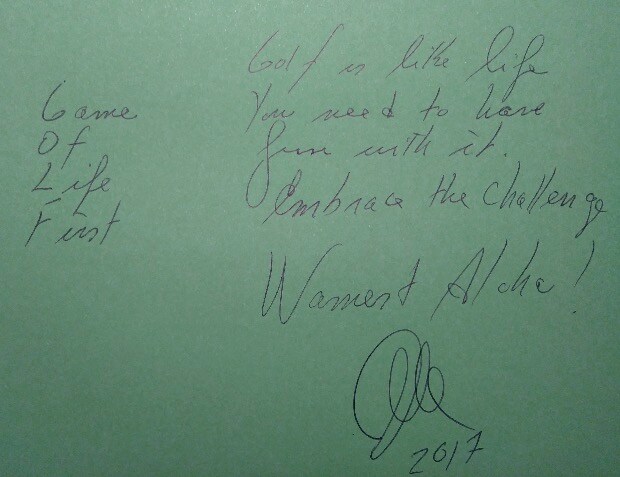 Game
Of
Life
First
Golf is like life
You need to have
fun with it.
Embrace the challenge
Warmest Aloha!
2017